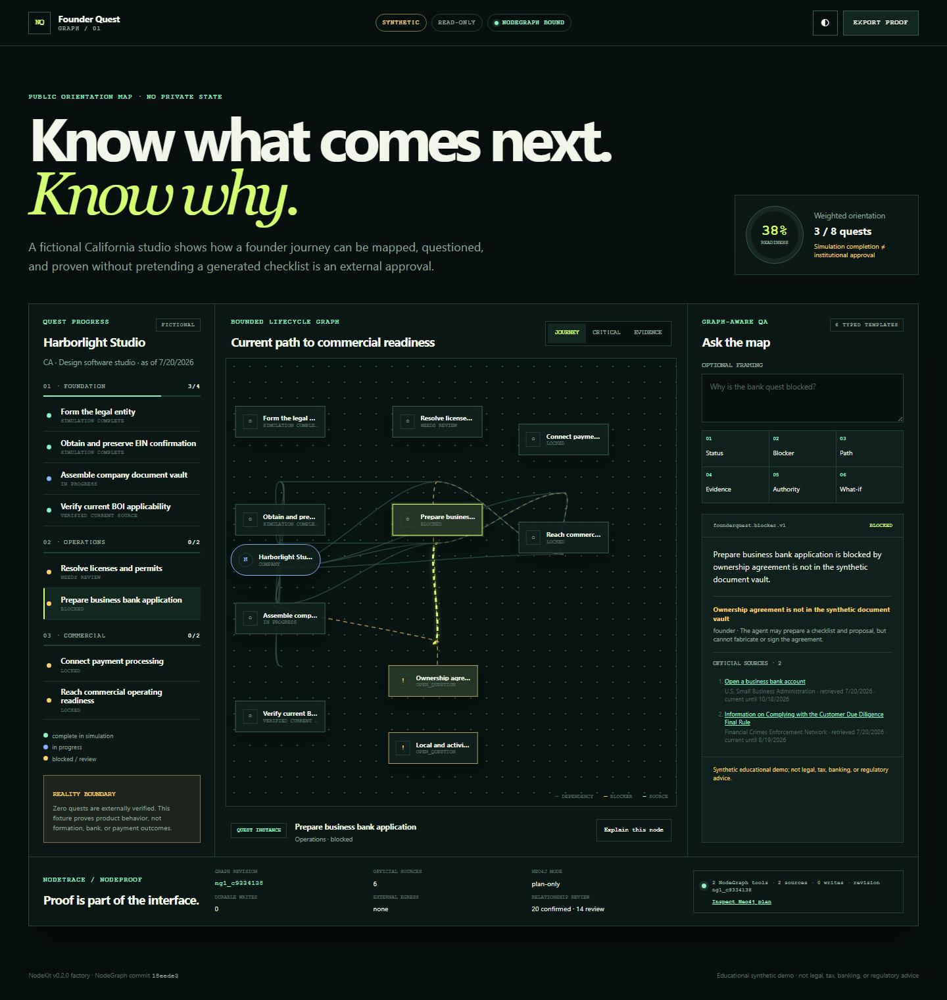 NQ
Founder Quest
GRAPH / 01
SYNTHETIC
READ-ONLY
NODEGRAPH BOUND
EXPORT PROOF
PUBLIC ORIENTATION MAP · NO PRIVATE STATE
Know what comes next.
Know why.
A fictional California studio shows how a founder journey can be mapped, questioned,
and proven without pretending a generated checklist is an external approval.
38%
READINESS
Weighted orientation
3 / 8 quests
Simulation completion ≠
institutional approval
QUEST PROGRESS
FICTIONAL
Harborlight Studio
CA · Design software studio · as of 7/20/2026
01 · FOUNDATION
3/4
Form the legal entity
SIMULATION COMPLETE
Obtain and preserve EIN confirmation
SIMULATION COMPLETE
Assemble company document vault
IN PROGRESS
Verify current BOI applicability
VERIFIED CURRENT SOURCE
02 · OPERATIONS
0/2
Resolve licenses and permits
NEEDS REVIEW
Prepare business bank application
BLOCKED
03 · COMMERCIAL
0/2
Connect payment processing
LOCKED
Reach commercial operating
readiness
LOCKED
complete in simulation
in progress
blocked / review
REALITY BOUNDARY
Zero quests are externally verified. This
fixture proves product behavior, not
formation, bank, or payment outcomes.
BOUNDED LIFECYCLE GRAPH
Current path to commercial readiness
JOURNEY
CRITICAL
EVIDENCE
Form the legal ...
SIMULATION COMPLE...
Resolve license...
NEEDS REVIEW
Connect payme...
LOCKED
Obtain and pre...
SIMULATION COMPLE...
Prepare busines...
BLOCKED
Reach commerc...
LOCKED
H
Harborlight Stu...
COMPANY
Assemble comp...
IN PROGRESS
!
Ownership agre...
OPEN_QUESTION
Verify current B...
VERIFIED CURRENT ...
!
Local and activi...
OPEN_QUESTION
DEPENDENCY
BLOCKER
SOURCE
QUEST INSTANCE
Prepare business bank application
Operations · blocked
Explain this node
GRAPH-AWARE QA
6 TYPED TEMPLATES
Ask the map
OPTIONAL FRAMING
Why is the bank quest blocked?
01
Status
02
Blocker
03
Path
04
Evidence
05
Authority
06
What-if
founderquest.blocker.v1
BLOCKED
Prepare business bank application is blocked by
ownership agreement is not in the synthetic
document vault.
Ownership agreement is not in the synthetic document
vault
founder · The agent may prepare a checklist and proposal, but
cannot fabricate or sign the agreement.
OFFICIAL SOURCES · 2
1. Open a business bank account
U.S. Small Business Administration · retrieved 7/20/2026 ·
current until 10/18/2026
2. Information on Complying with the Customer Due Diligence
Final Rule
Financial Crimes Enforcement Network · retrieved 7/20/2026 ·
current until 8/19/2026
Synthetic educational demo; not legal, tax, banking, or regulatory
advice.
NODETRACE / NODEPROOF
Proof is part of the interface.
GRAPH REVISION
ng1_c9334138
OFFICIAL SOURCES
6
NEO4J MODE
plan-only
DURABLE WRITES
0
EXTERNAL EGRESS
none
RELATIONSHIP REVIEW
20 confirmed · 14 review
2 NodeGraph tools · 2 sources · 0 writes · revision
ng1_c9334138
Inspect Neo4j plan
NodeKit v0.2.0 factory · NodeGraph commit 18eede3
Educational synthetic demo · not legal, tax, banking, or regulatory advice